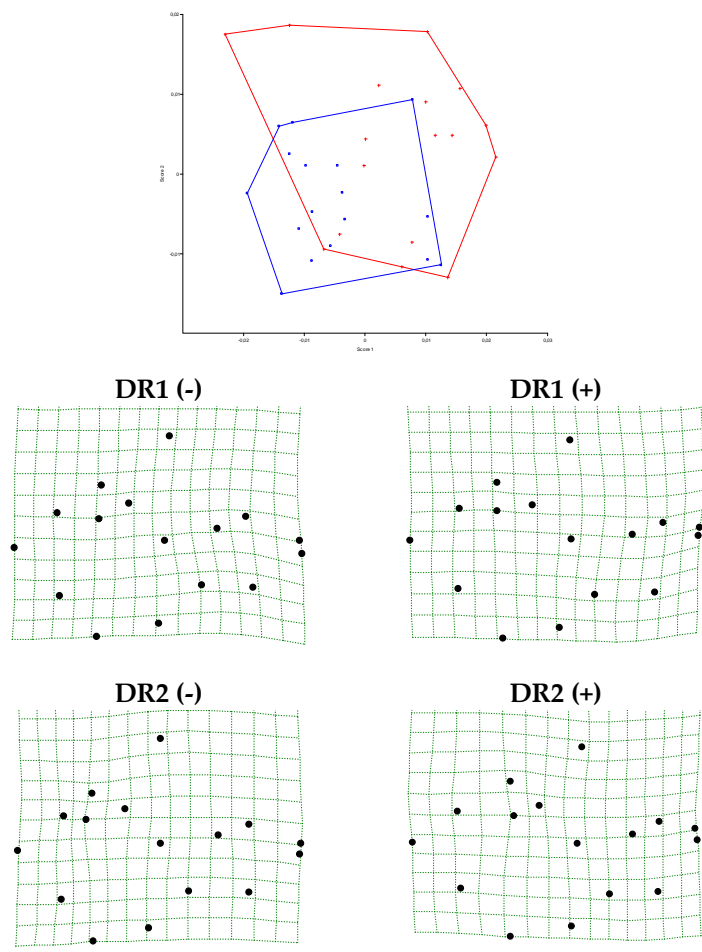 0,02
0,01
0
-0,01
Score 2
-0,02
-0,01
0
0,01
0,02
0,03
Score 1
DR1 (-)
DR1 (+)
DR2 (-)
DR2 (+)